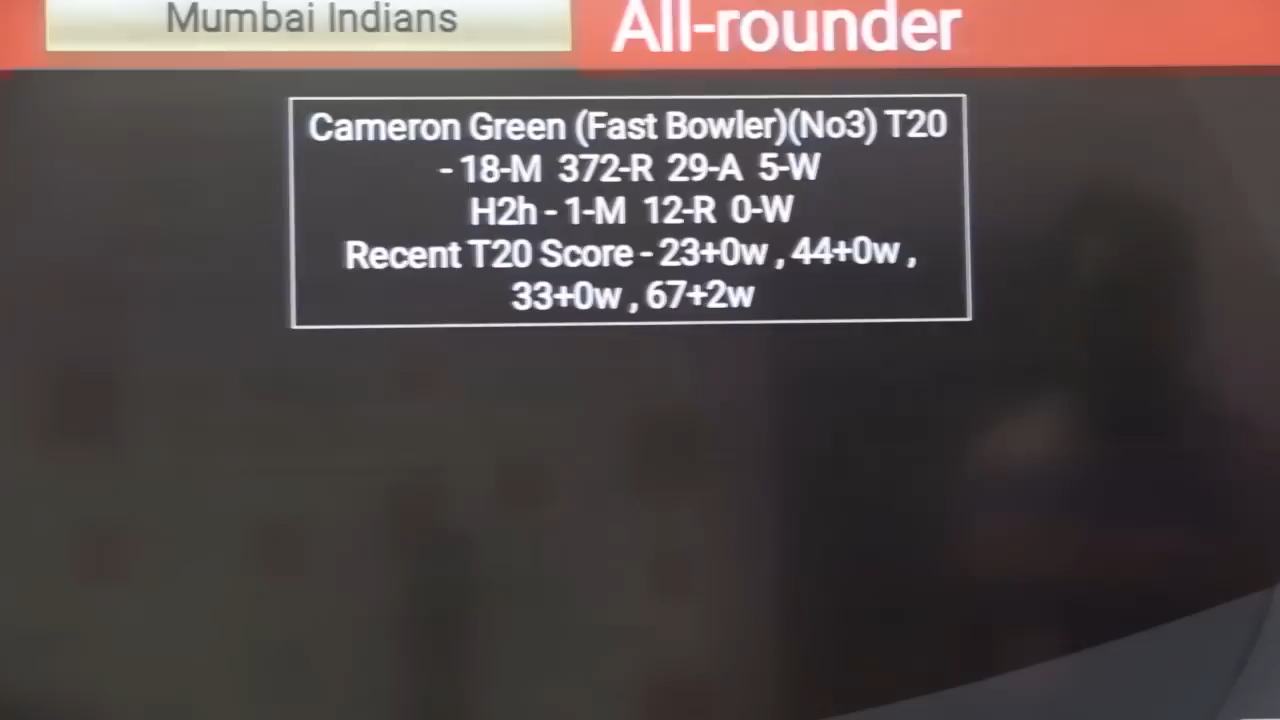 Mumbai Indians
All-rounder
Cameron Green (Fast Bowler)(No3) T20
- 18-M 372-R 29-A 5-W
H2h - 1-M 12-R 0-W
Recent T20 Score - 23+0w , 44+0w ,
33+0w , 67+2w